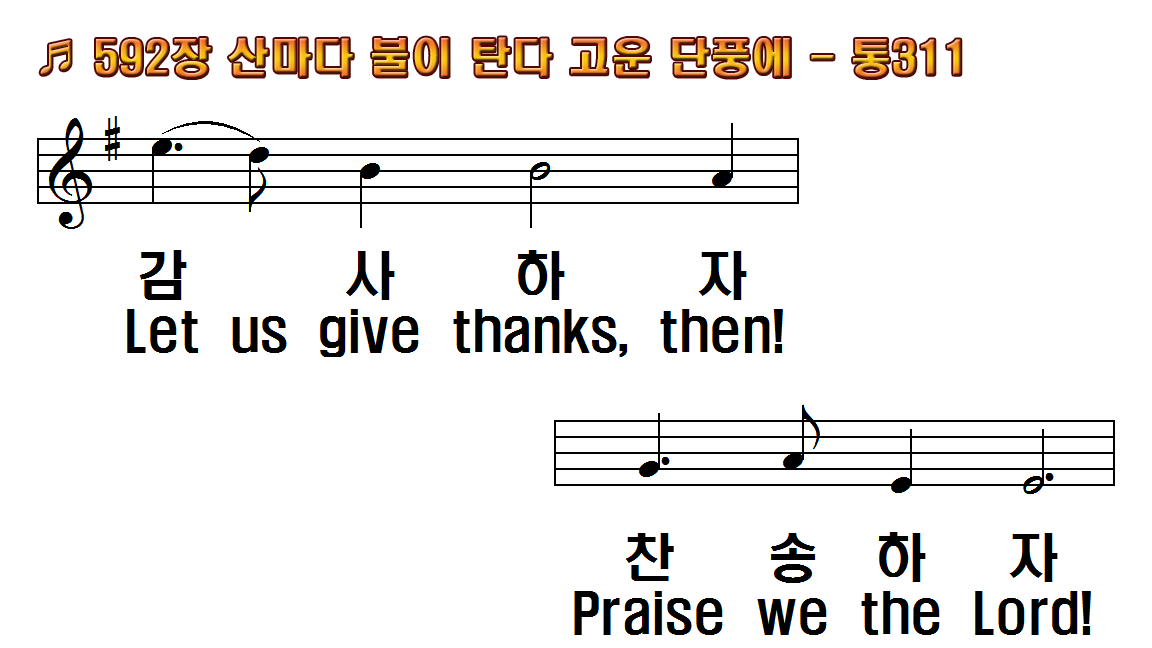 ♬ 592장 산마다 불이 탄다 고운 단풍에 - 통311
감 사 하 자
Let us give thanks, then!
찬 송 하 자
Praise we the Lord!